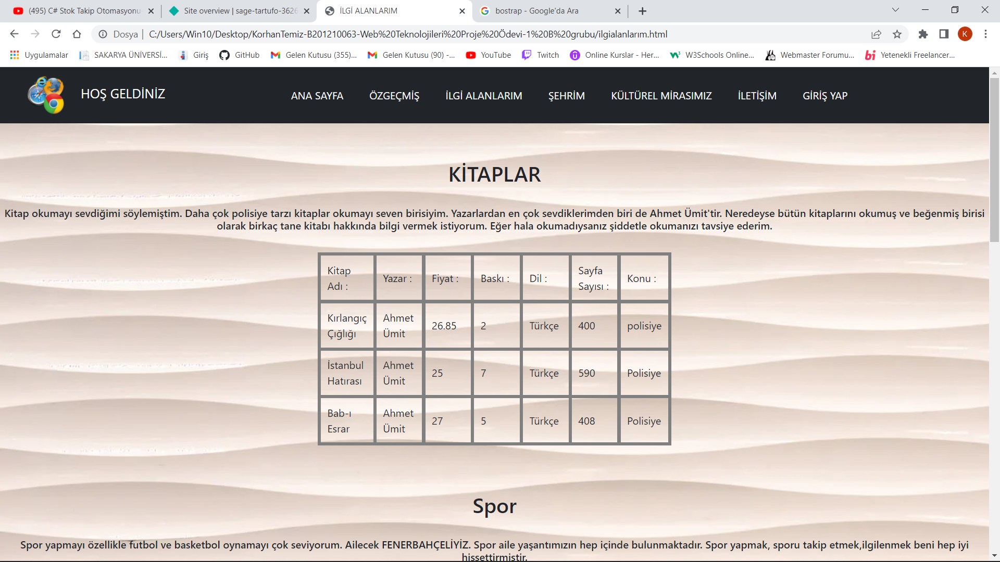 (495) C# Stok Takip Otomasyonu
Site overview | sage-tartufo-3626
İLGİ ALANLARIM
bostrap - Google'da Ara
Dosya
C:/Users/Win10/Desktop/KorhanTemiz-B201210063-Web%20Teknolojileri%20Proje%20Ödevi-1%20B%20grubu/ilgialanlarım.html
K
Uygulamalar
SAKARYA ÜNİVERSİ...
Giriş
GitHub
Gelen Kutusu (355)...
Gelen Kutusu (90) -...
YouTube
Twitch
Online Kurslar - Her...
W3Schools Online...
Webmaster Forumu...
Yetenekli Freelancer...
HOŞ GELDİNİZ
ANA SAYFA
ÖZGEÇMİŞ
İLGİ ALANLARIM
ŞEHRİM
KÜLTÜREL MİRASIMIZ
İLETİŞİM
GİRİŞ YAP
KİTAPLAR
Kitap okumayı sevdiğimi söylemiştim. Daha çok polisiye tarzı kitaplar okumayı seven birisiyim. Yazarlardan en çok sevdiklerimden biri de Ahmet Ümit'tir. Neredeyse bütün kitaplarını okumuş ve beğenmiş birisi
olarak birkaç tane kitabı hakkında bilgi vermek istiyorum. Eğer hala okumadıysanız şiddetle okumanızı tavsiye ederim.
Kitap
Adı :
Yazar :
Fiyat :
Baskı :
Dil :
Sayfa
Sayısı :
Konu :
Kırlangıç
Çığlığı
Ahmet
Ümit
26.85
2
Türkçe
400
polisiye
İstanbul
Hatırası
Ahmet
Ümit
25
7
Türkçe
590
Polisiye
Bab-ı
Esrar
Ahmet
Ümit
27
5
Türkçe
408
Polisiye
Spor
Spor yapmayı özellikle futbol ve basketbol oynamayı çok seviyorum. Ailecek FENERBAHÇELİYİZ. Spor aile yaşantımızın hep içinde bulunmaktadır. Spor yapmak, sporu takip etmek,ilgilenmek beni hep iyi
hissettirmiştir.